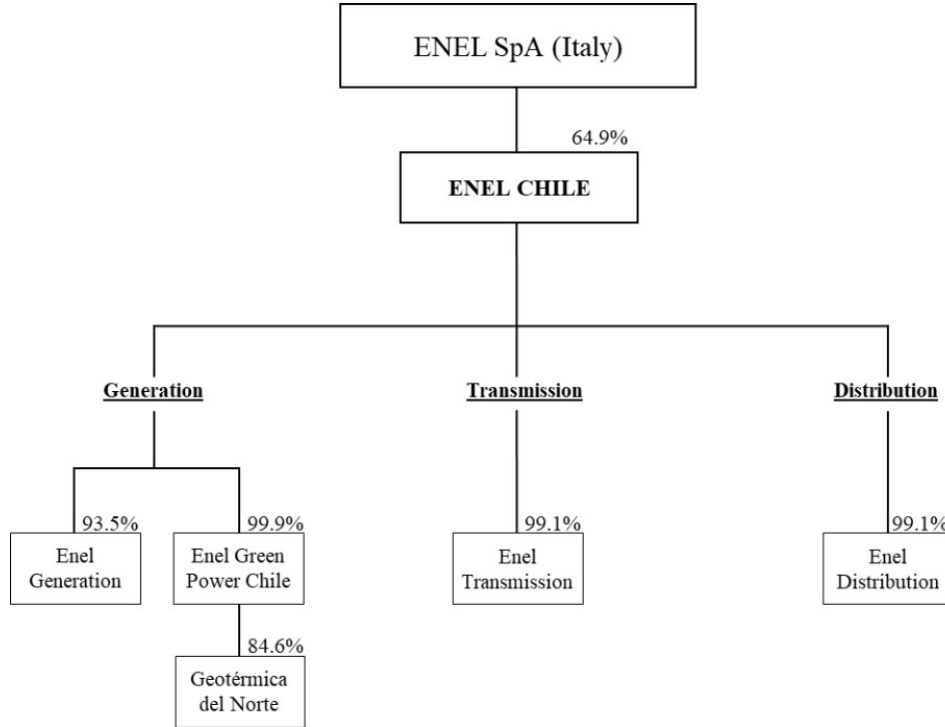 ENEL SpA (Italy)
64.9%
ENEL CHILE
Generation
Transmission
Distribution
93.5%
99.9%
99.1%
99.1%
Enel
Generation
Enel Green
Power Chile
Enel
Transmission
Enel
Distribution
84.6%
Geotérmica
del Norte